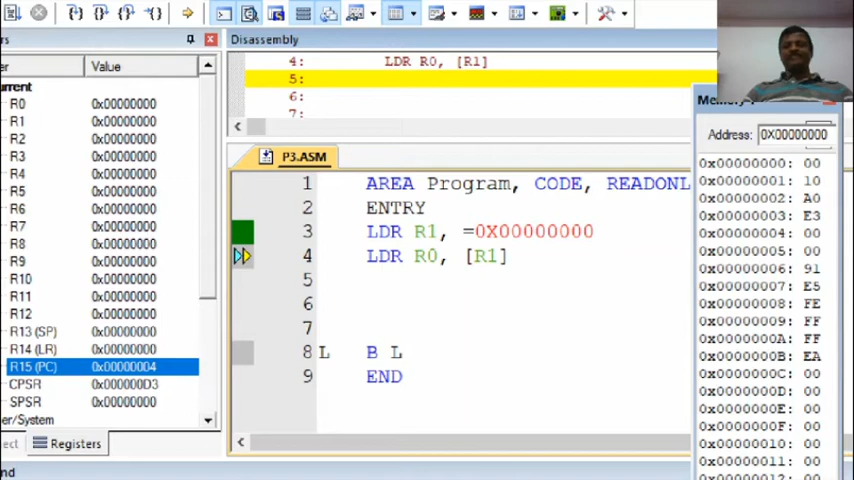 Disassembly
4: LDR R0, [R1]
5:
6:
7:
Value
R0 0x00000000
R1 0x00000000
R2 0x00000000
R3 0x00000000
R4 0x00000000
R5 0x00000000
R6 0x00000000
R7 0x00000000
R8 0x00000000
R9 0x00000000
R10 0x00000000
R11 0x00000000
R12 0x00000000
R13 (SP) 0x00000000
R14 (LR) 0x00000000
R15 (PC) 0x00000004
CPSR 0x000000D3
SPSR 0x00000000
er/System
Registers
P3.ASM
1 AREA Program, CODE, READONL
2 ENTRY
3 LDR R1, =0X00000000
4 LDR R0, [R1]
5
6
7
8 L B L
9 END
Address: 0X00000000
0x00000000: 00
0x00000001: 10
0x00000002: A0
0x00000003: E3
0x00000004: 00
0x00000005: 00
0x00000006: 91
0x00000007: E5
0x00000008: FE
0x00000009: FF
0x0000000A: FF
0x0000000B: EA
0x0000000C: 00
0x0000000D: 00
0x0000000E: 00
0x0000000F: 00
0x00000010: 00
0x00000011: 00
0x00000012: 00